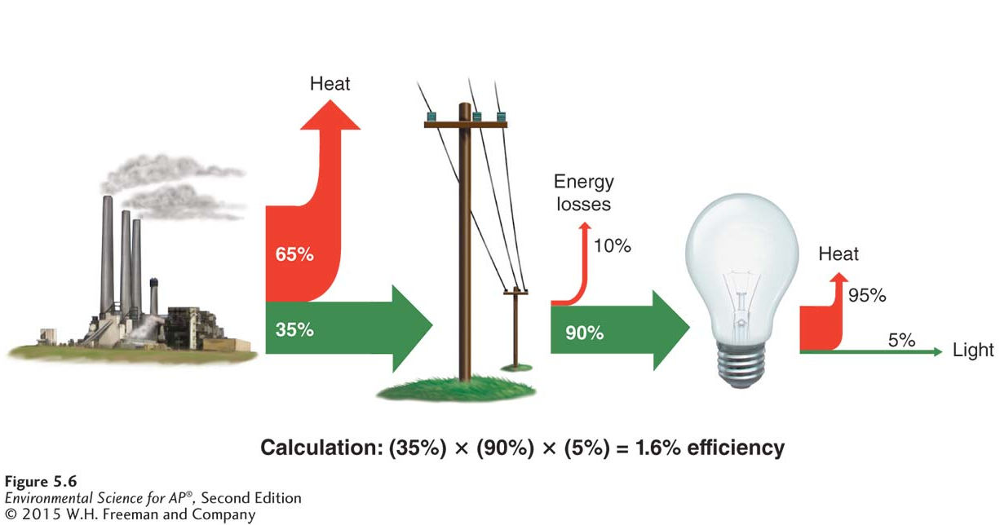 Heat
65%
35%
Energy
losses
10%
90%
Heat
95%
5%
Light
Calculation: (35%) × (90%) × (5%) = 1.6% efficiency
Figure 5.6
Environmental Science for AP®, Second Edition
© 2015 W.H. Freeman and Company